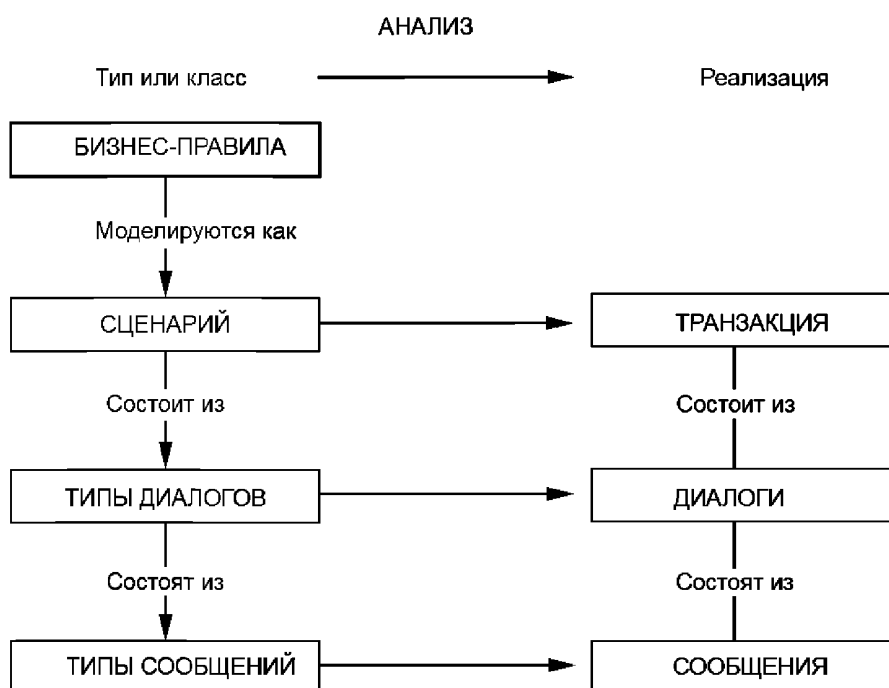 АНАЛИЗ
Тип или класс
Реализация
БИЗНЕС-ПРАВИЛА
Моделируются как
СЦЕНАРИЙ
ТРАНЗАКЦИЯ
Состоит из
Состоит из
ТИПЫ ДИАЛОГОВ
ДИАЛОГИ
Состоят из
Состоят из
ТИПЫ СООБЩЕНИЙ
СООБЩЕНИЯ